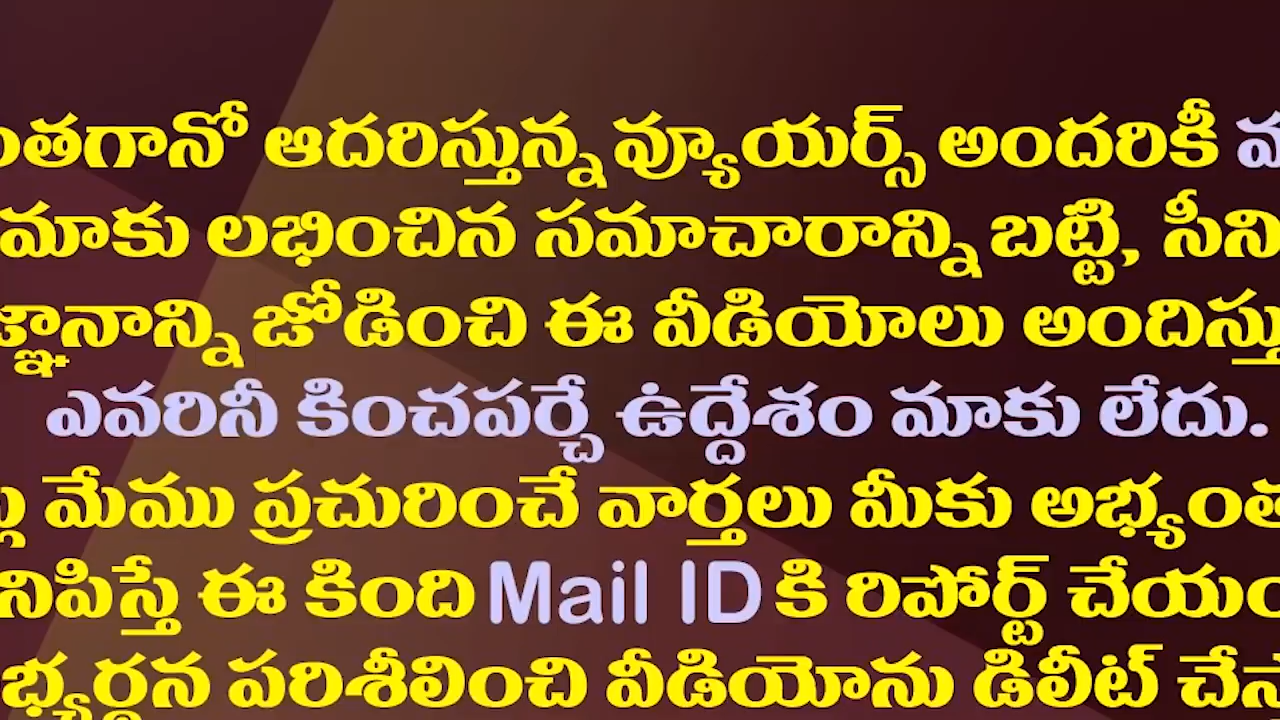 ంతగానో ఆదరిస్తున్న వ్యూయర్స్ అందరికీ
మాకు లభించిన సమాచారాన్ని బట్టి, సీని
జ్ఞానాన్ని జోడించి ఈ వీడియోలు అందిస్తు
ఎవరినీ కించపర్చే ఉద్దేశం మాకు లేదు.
మేము ప్రచురించే వార్తలు మీకు అభ్యంత
నిపిస్తే ఈ కింది Mail ID కి రిపోర్ట్ చేయం
భ్యర్థన పరిశీలించి వీడియోను డిలీట్ చేస